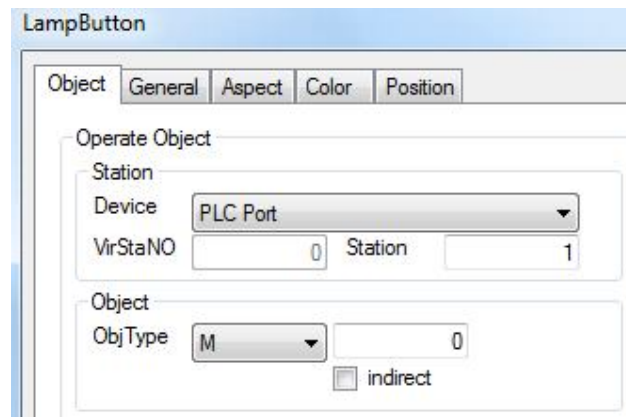 LampButton
Object General Aspect Color Position
Operate Object
Station
Device PLC Port
VirStaNO 0 Station 1
Object
ObjType M 0
indirect